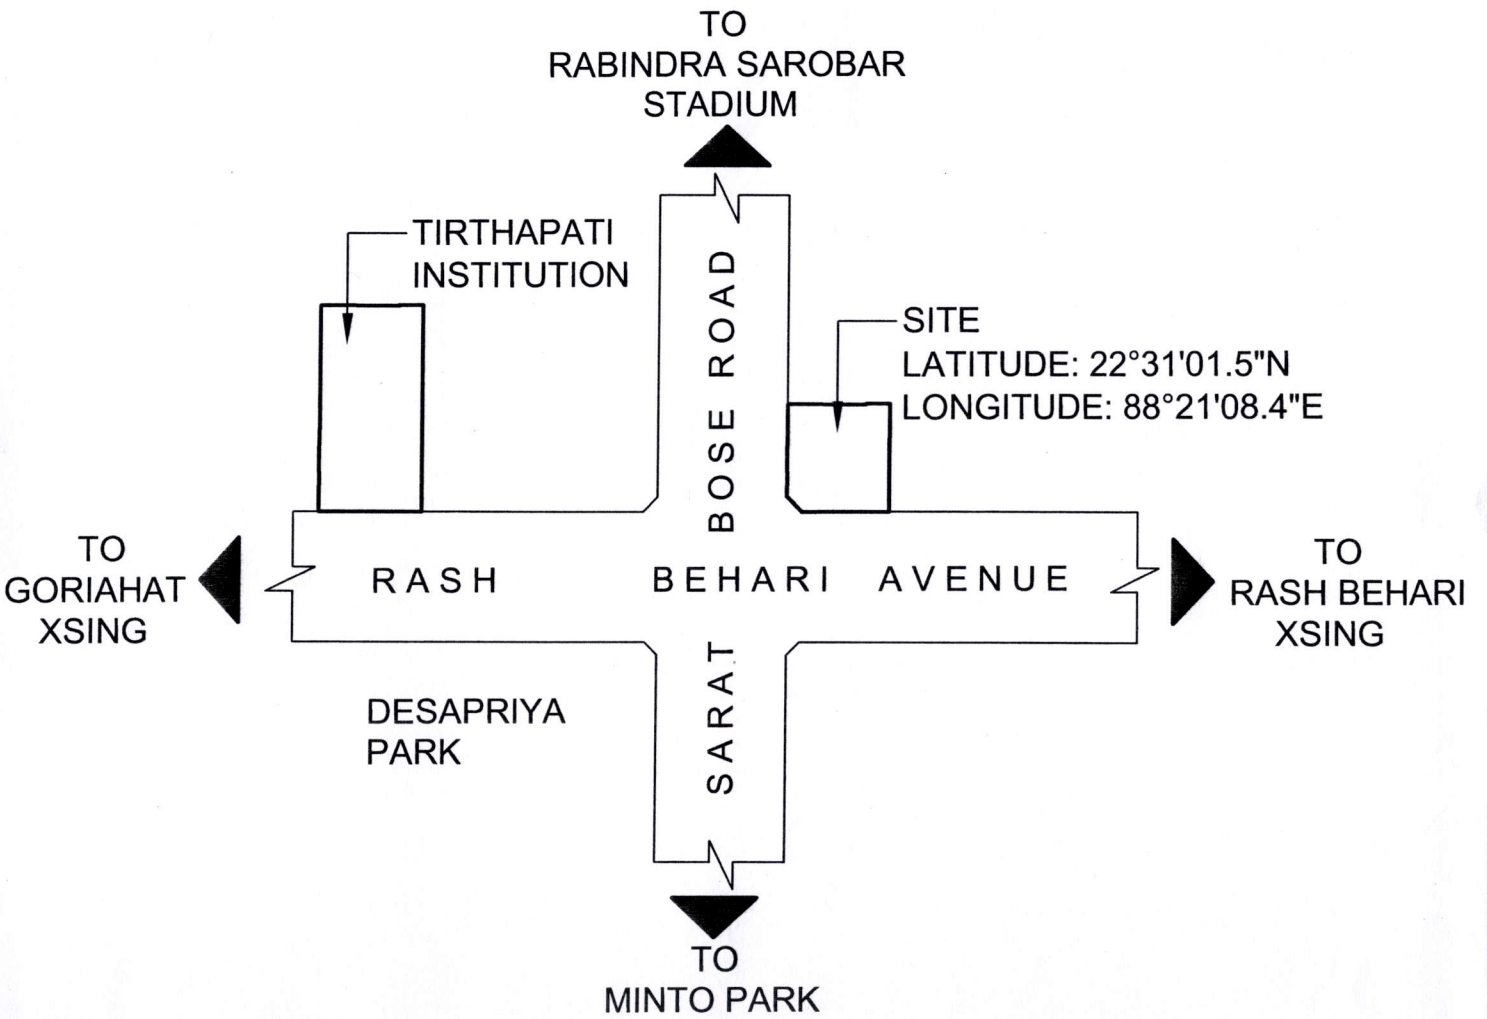 TO
RABINDRA SAROBAR
STADIUM
TIRTHAPATI
INSTITUTION
SITE
LATITUDE: 22°31'01.5"N
LONGITUDE: 88°21'08.4"E
SARAT BOSE ROAD
TO
GORIAHAT
XSING
RASH BEHARI AVENUE
TO
RASH BEHARI
XSING
DESAPRIYA
PARK
TO
MINTO PARK